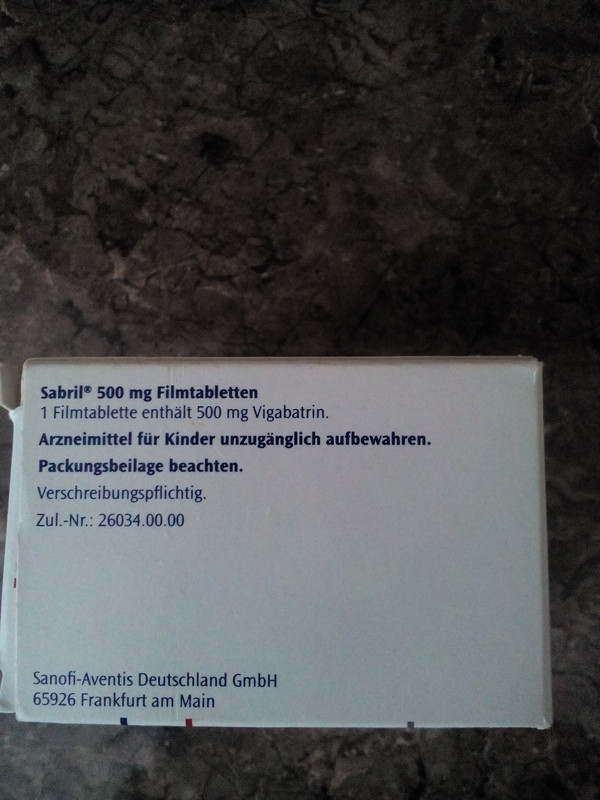 Sabril® 500 mg Filmtabletten
1 Filmtablette enthält 500 mg Vigabatrin.
Arzneimittel für Kinder unzugänglich aufbewahren.
Packungsbeilage beachten.
Verschreibungspflichtig.
Zul.-Nr.: 26034.00.00
Sanofi-Aventis Deutschland GmbH
65926 Frankfurt am Main